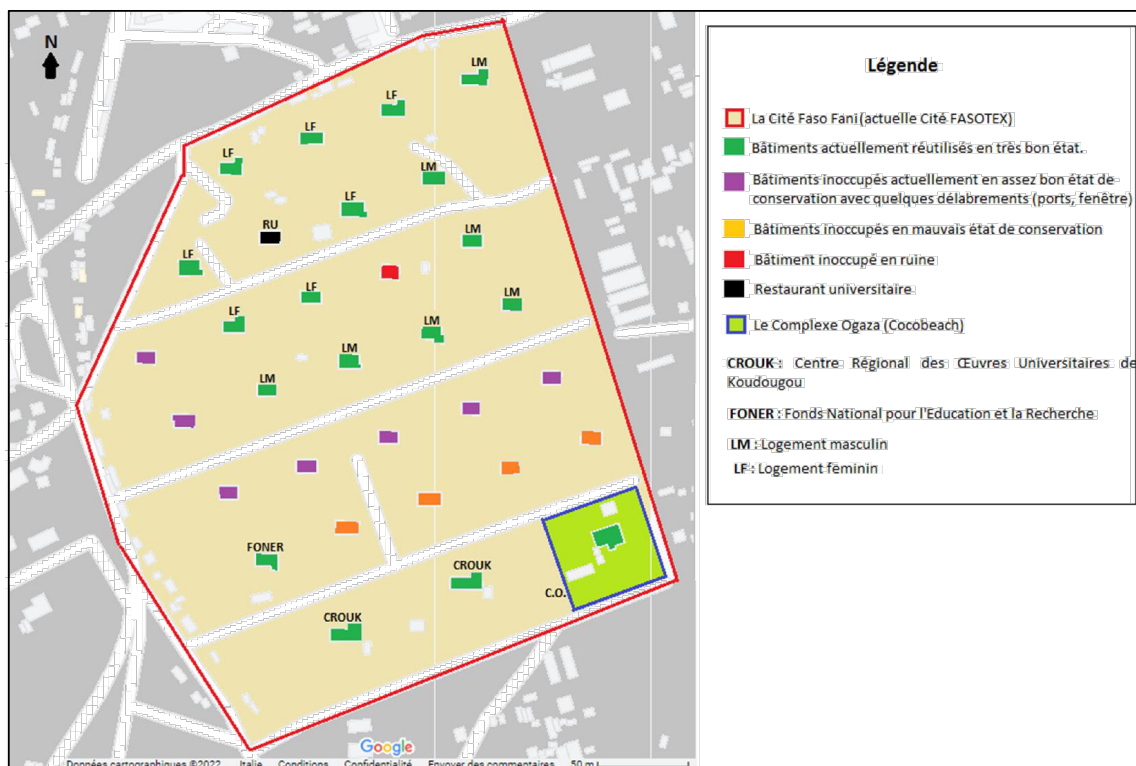 N
LM
LF
LF
LF
LM
LF
RU
LM
LF
LF
LM
LF
LM
LM
LM
FONER
CROUK
C.O.
CROUK
Google
Données cartographiques ©2022 Italie Conditions Confidentialité Envoyer des commentaires 50 m
Légende
La Cité Faso Fani (actuelle Cité FASOTEX)
Bâtiments actuellement réutilisés en très bon état.
Bâtiments inoccupés actuellement en assez bon état de
conservation avec quelques délabrements (ports, fenêtre)
Bâtiments inoccupés en mauvais état de conservation
Bâtiment inoccupé en ruine
Restaurant universitaire
Le Complexe Ogaza (Cocobeach)
CROUK : Centre Régional des Œuvres Universitaires de
Koudougou
FONER : Fonds National pour l'Education et la Recherche
LM : Logement masculin
LF : Logement féminin